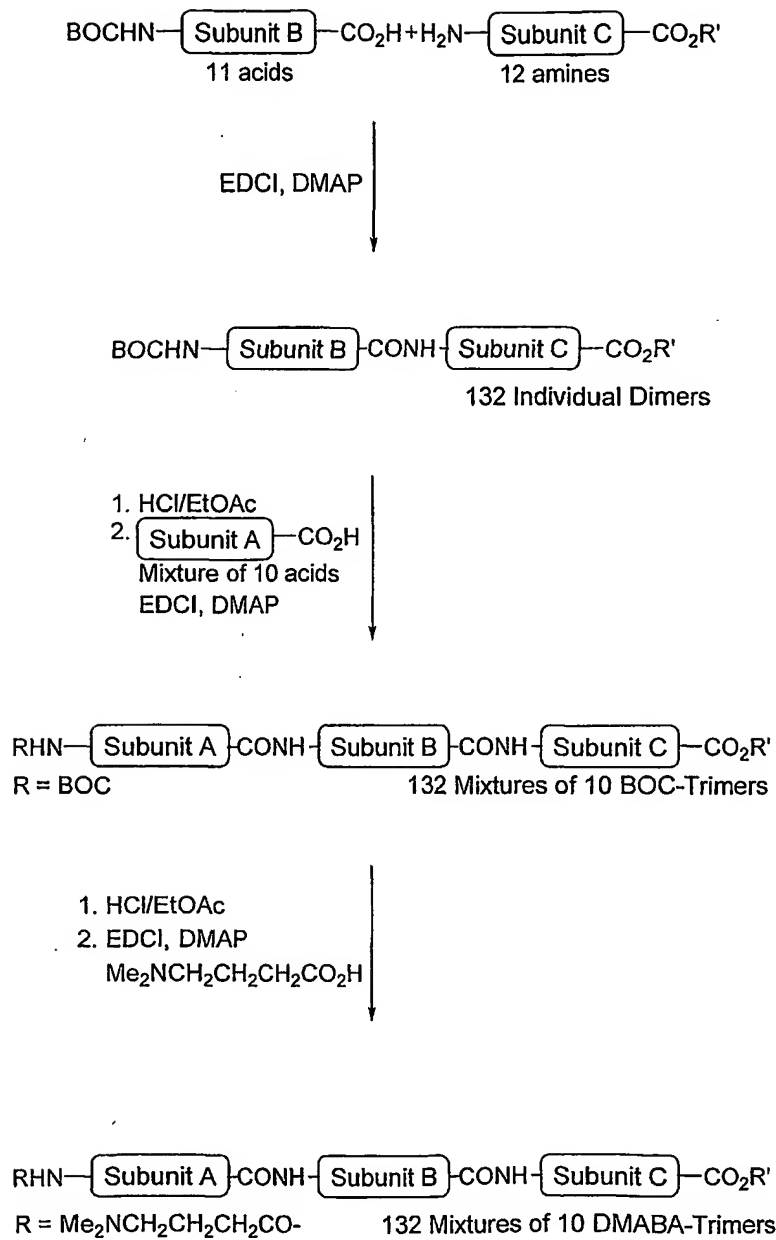 BOCHN—Subunit B—CO₂H+H₂N—Subunit C—CO₂R'
11 acids 12 amines
EDCI, DMAP
BOCHN—Subunit B—CONH—Subunit C—CO₂R'
132 Individual Dimers
1. HCl/EtOAc
2. Subunit A—CO₂H
Mixture of 10 acids
EDCI, DMAP
RHN—Subunit A—CONH—Subunit B—CONH—Subunit C—CO₂R'
R = BOC 132 Mixtures of 10 BOC-Trimers
1. HCl/EtOAc
2. EDCI, DMAP
Me₂NCH₂CH₂CH₂CO₂H
RHN—Subunit A—CONH—Subunit B—CONH—Subunit C—CO₂R'
R = Me₂NCH₂CH₂CH₂CO- 132 Mixtures of 10 DMABA-Trimers